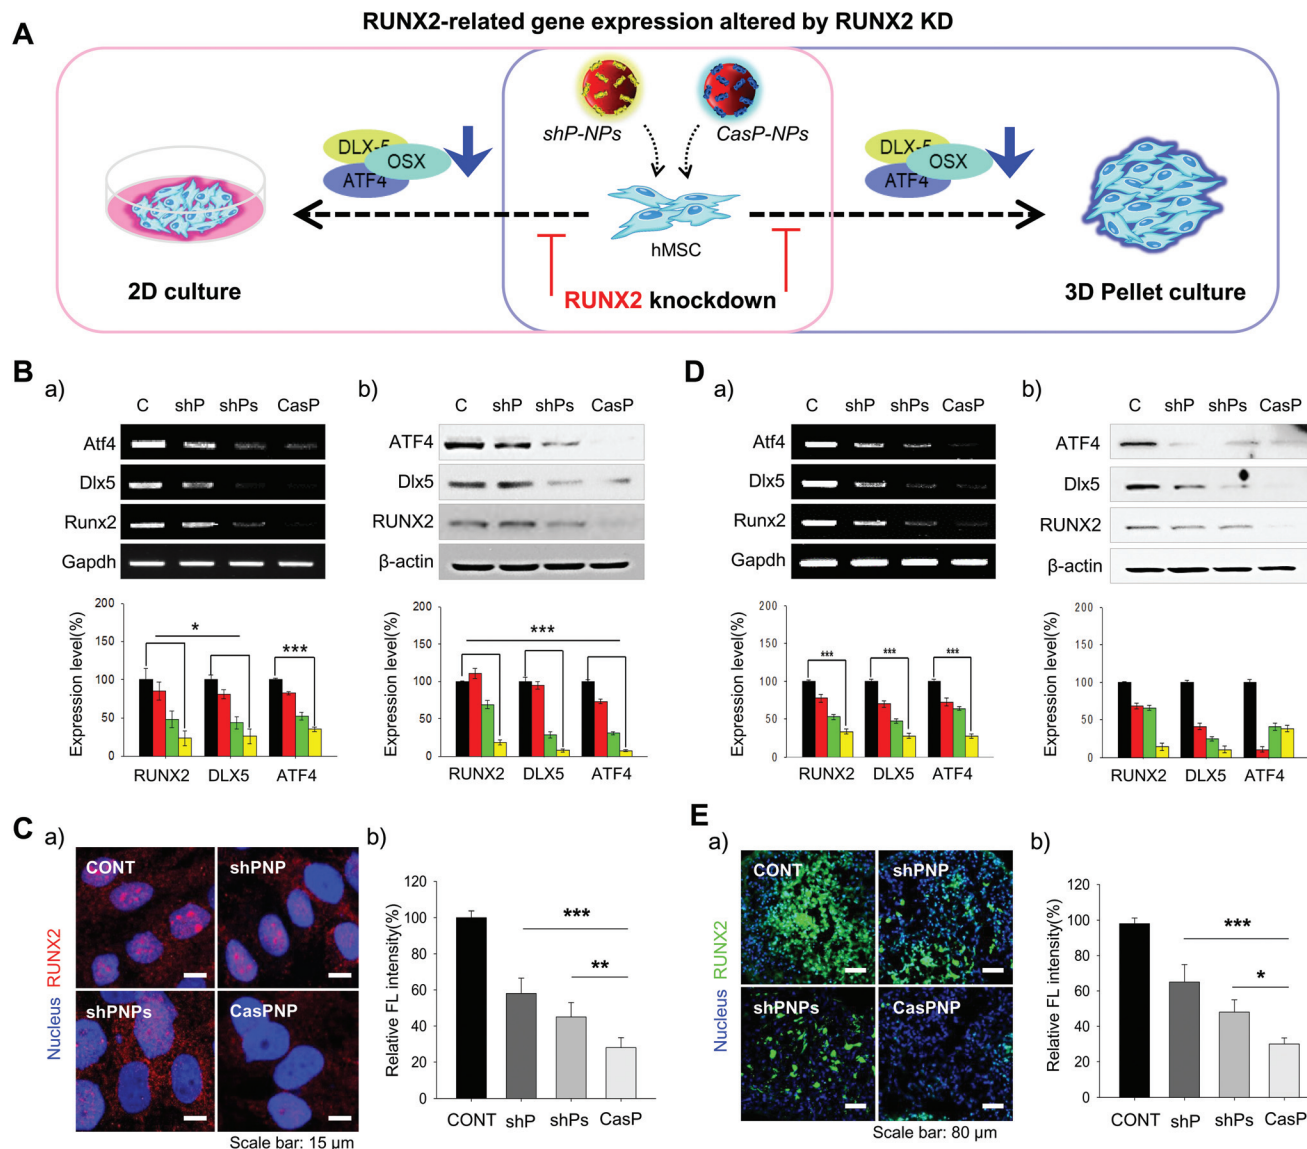 RUNX2-related gene expression altered by RUNX2 KD
A
shP-NPs
CasP-NPs
DLX-5
OSX
ATF4
DLX-5
OSX
ATF4
hMSC
2D culture
RUNX2 knockdown
3D Pellet culture
B
a)
C shP shPs CasP
Atf4
Dlx5
Runx2
Gapdh
Expression level(%)
200
150
100
50
0
*
***
RUNX2 DLX5 ATF4
b)
C shP shPs CasP
ATF4
Dlx5
RUNX2
β-actin
Expression level(%)
200
150
100
50
0
***
RUNX2 DLX5 ATF4
D
a)
C shP shPs CasP
Atf4
Dlx5
Runx2
Gapdh
Expression level(%)
200
150
100
50
0
*** *** ***
RUNX2 DLX5 ATF4
b)
C shP shPs CasP
ATF4
Dlx5
RUNX2
β-actin
Expression level(%)
200
150
100
50
0
RUNX2 DLX5 ATF4
C
a)
Nucleus RUNX2
CONT
shPNP
shPNPs
CasPNP
Scale bar: 15 μm
b)
Relative FL intensity(%)
120
100
80
60
40
20
0
***
**
CONT shP shPs CasP
E
a)
Nucleus RUNX2
CONT
shPNP
shPNPs
CasPNP
Scale bar: 80 μm
b)
Relative FL intensity(%)
120
100
80
60
40
20
0
***
*
CONT shP shPs CasP